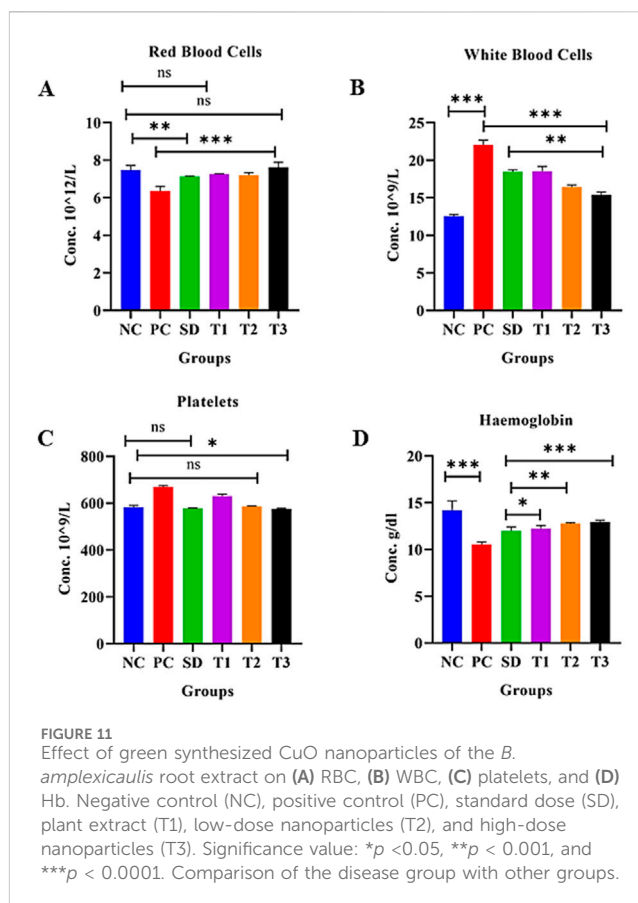 Red Blood Cells
A
ns
ns
**
***
Conc. 10^12/L
10
8
6
4
2
0
NC PC SD T1 T2 T3
Groups
White Blood Cells
B
***
***
**
Conc. 10^9/L
25
20
15
10
5
0
NC PC SD T1 T2 T3
Groups
Platelets
C
ns
*
ns
Conc. 10^9/L
800
600
400
200
0
NC PC SD T1 T2 T3
Groups
Haemoglobin
D
***
***
**
*
Conc. g/dl
20
15
10
5
0
NC PC SD T1 T2 T3
Groups
FIGURE 11
Effect of green synthesized CuO nanoparticles of the B.
amplexicaulis root extract on (A) RBC, (B) WBC, (C) platelets, and (D)
Hb. Negative control (NC), positive control (PC), standard dose (SD),
plant extract (T1), low-dose nanoparticles (T2), and high-dose
nanoparticles (T3). Significance value: *p <0.05, **p < 0.001, and
***p < 0.0001. Comparison of the disease group with other groups.